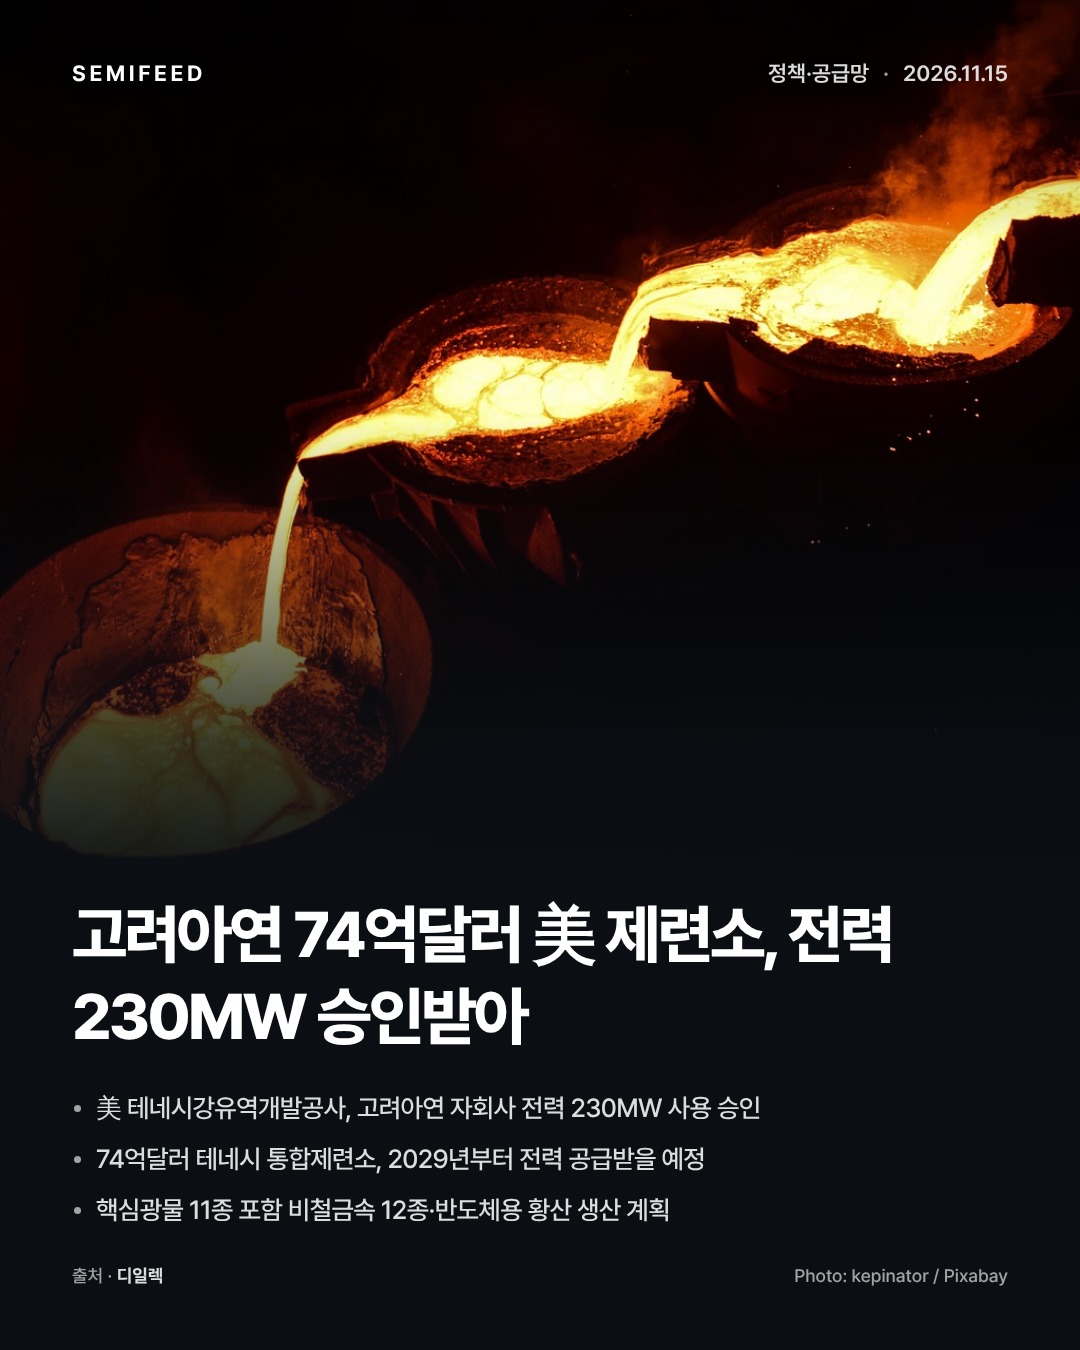 SEMIFEED
정책·공급망 · 2026.11.15
고려아연 74억달러 美 제련소, 전력
230MW 승인받아
• 美 테네시강유역개발공사, 고려아연 자회사 전력 230MW 사용 승인
• 74억달러 테네시 통합제련소, 2029년부터 전력 공급받을 예정
• 핵심광물 11종 포함 비철금속 12종·반도체용 황산 생산 계획
출처 · 디일렉
Photo: kepinator / Pixabay